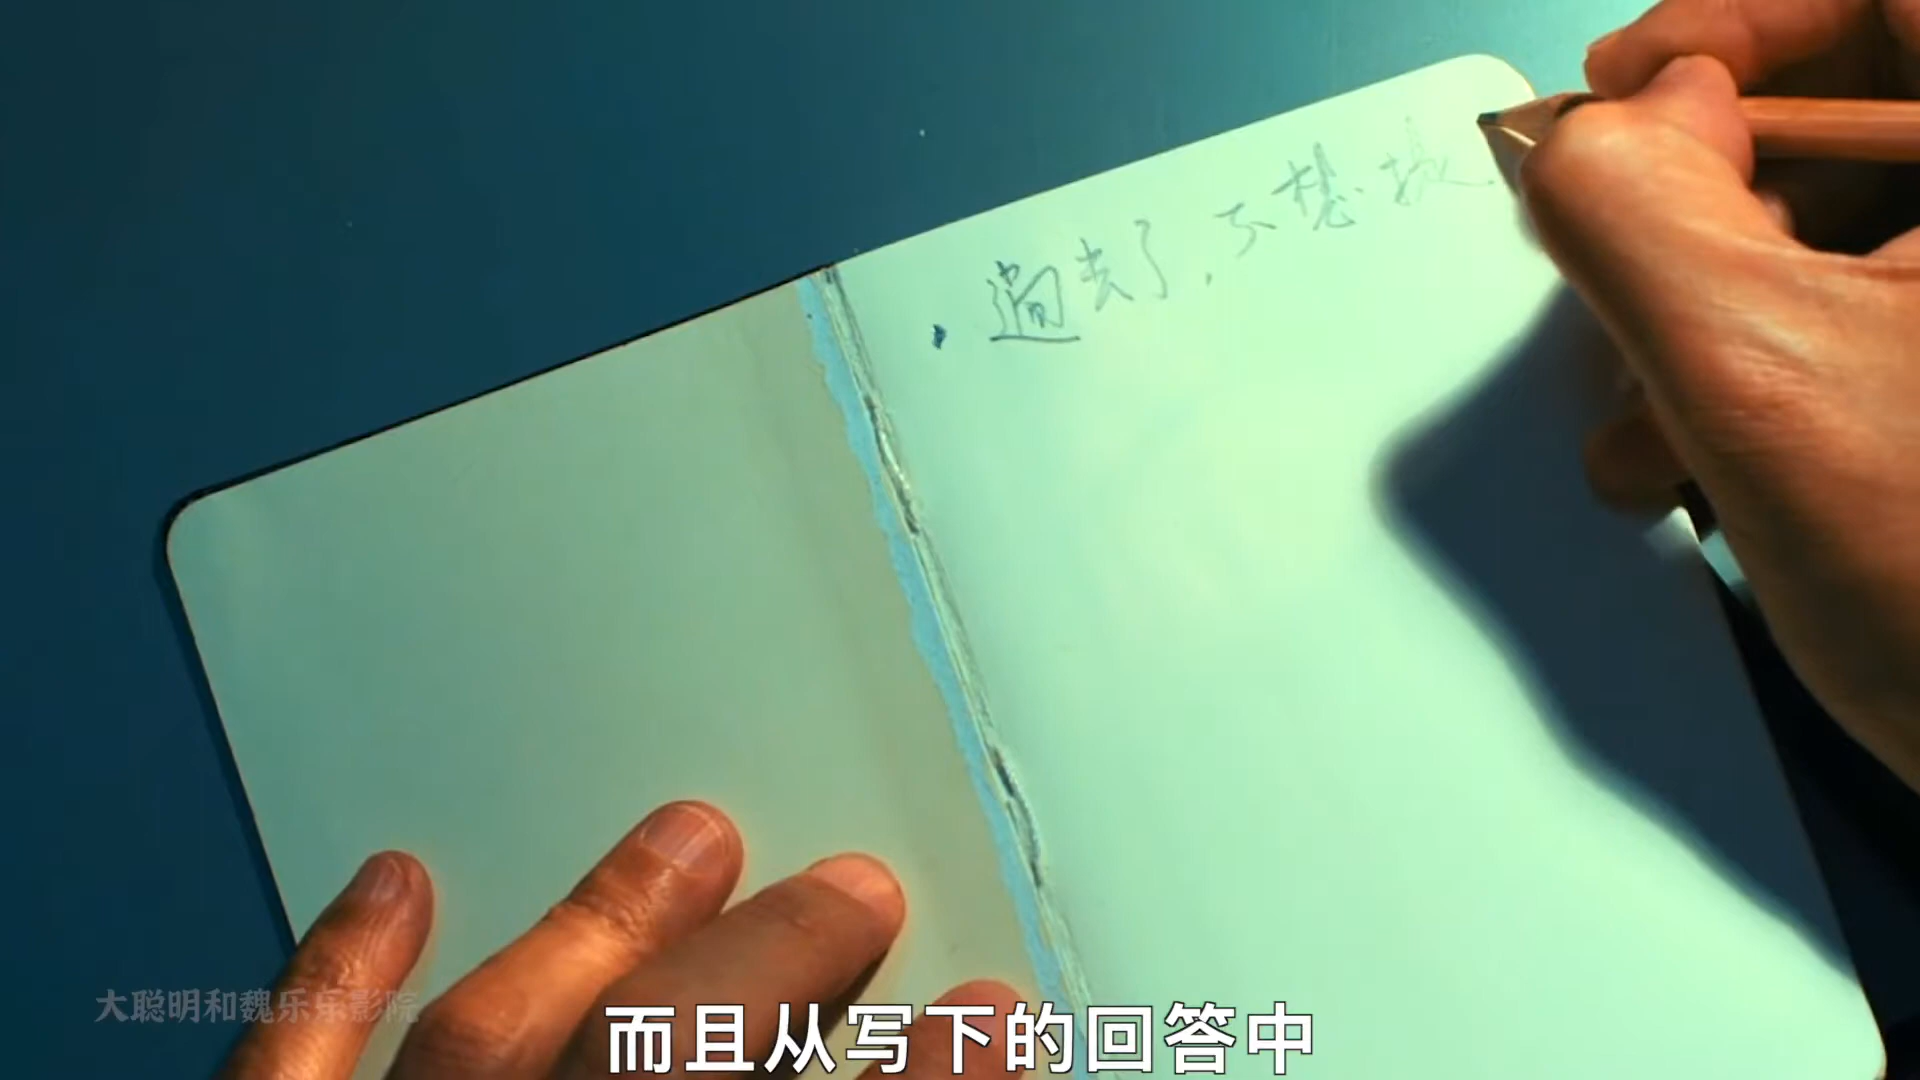 過去了，不想提
大聪明和魏乐乐影院
而且从写下的回答中